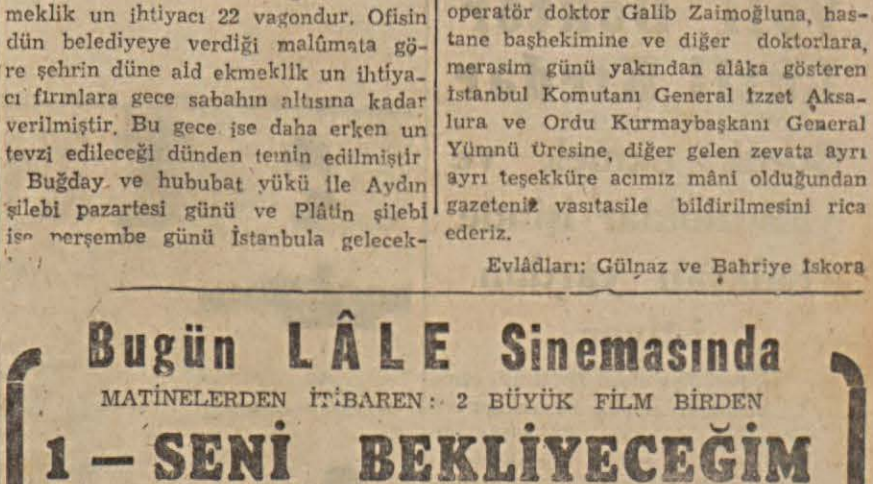 meklik un ihtiyacı 22 vagondur. Ofisin
dün belediyeye verdiği malûmata gö-
re şehrin düne aid ekmeklik un ihtiya-
cı fırınlara gece sabahın altısına kadar
verilmiştir. Bu gece ise daha erken un
tevzi edileceği dünden temin edilmiştir
Buğday ve hububat yükü ile Aydın
şilebi pazartesi günü ve Plâtin şilebi
ise perşembe günü İstanbula gelecek-
operatör doktor Galib Zaimoğluna, has-
tane başhekimine ve diğer doktorlara,
merasim günü yakından alâka gösteren
İstanbul Komutanı General İzzet Aksa-
lura ve Ordu Kurmaybaşkanı General
Yümnü Üresine, diğer gelen zevata ayrı
ayrı teşekküre acımız mâni olduğundan
gazeteniz vasıtasile bildirilmesini rica
ederiz.
Evlâdları: Gülnaz ve Bahriye İskora
Bugün LÂLE Sinemasında
MATİNELERDEN İTİBAREN: 2 BÜYÜK FİLM BİRDEN
1 — SENİ BEKLİYECEĞİM